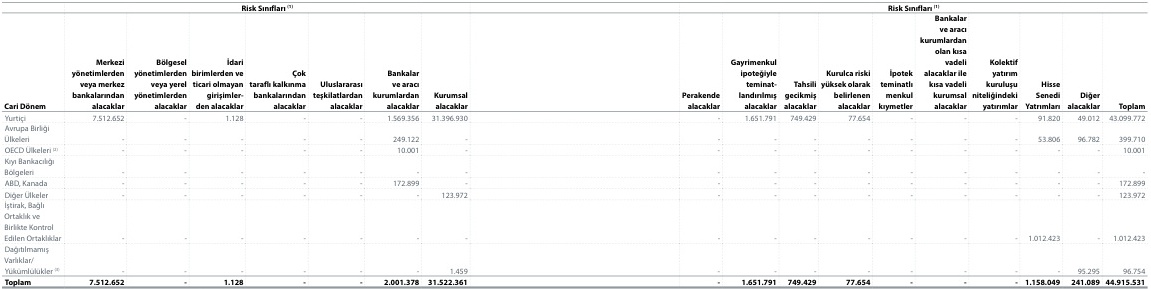 Risk Sınıfları (1) Risk Sınıfları (1)
Cari Dönem | Merkezi yönetimlerden veya merkez bankalarından alacaklar | Bölgesel yönetimlerden veya yerel yönetimlerden alacaklar | İdari birimlerden ve ticari olmayan girişimler-den alacaklar | Çok taraflı kalkınma bankalarından alacaklar | Uluslararası teşkilatlardan alacaklar | Bankalar ve aracı kurumlardan alacaklar | Kurumsal alacaklar | Perakende alacaklar | Gayrimenkul ipoteğiyle teminat-landırılmış alacaklar | Tahsili gecikmiş alacaklar | Kurulca riski yüksek olarak belirlenen alacaklar | İpotek teminatlı menkul kıymetler | Bankalar ve aracı kurumlardan olan kısa vadeli alacaklar ile kısa vadeli kurumsal alacaklar | Kolektif yatırım kuruluşu niteliğindeki yatırımlar | Hisse Senedi Yatırımları | Diğer alacaklar | Toplam
Yurtiçi 7.512.652 - 1.128 - - 1.569.356 31.396.930 - 1.651.791 749.429 77.654 - - - 91.820 49.012 43.099.772
Avrupa Birliği
Ülkeleri - - - - - 249.122 - - - - - - - - 53.806 96.782 399.710
OECD Ülkeleri (2) - - - - - 10.001 - - - - - - - - - - 10.001
Kıyı Bankacılığı
Bölgeleri - - - - - - - - - - - - - - - - -
ABD, Kanada - - - - - 172.899 - - - - - - - - - - 172.899
Diğer Ülkeler - - - - - - 123.972 - - - - - - - - - 123.972
İştirak, Bağlı
Ortaklık ve
Birlikte Kontrol
Edilen Ortaklıklar - - - - - - - - - - - - - - 1.012.423 - 1.012.423
Dağıtılmamış
Varlıklar/
Yükümlülükler (3) - - - - - - 1.459 - - - - - - - - 95.295 96.754
Toplam 7.512.652 - 1.128 - - 2.001.378 31.522.361 - 1.651.791 749.429 77.654 - - - 1.158.049 241.089 44.915.531